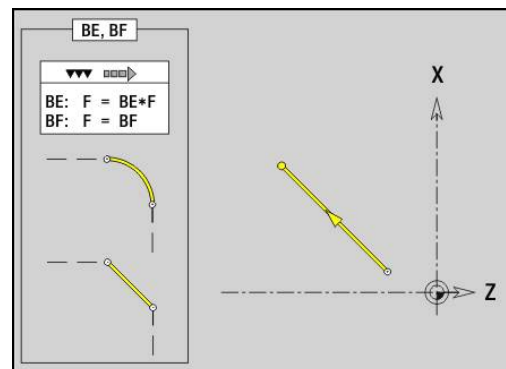 BE, BF
BE: F = BE*F
BF: F = BF
X
Z